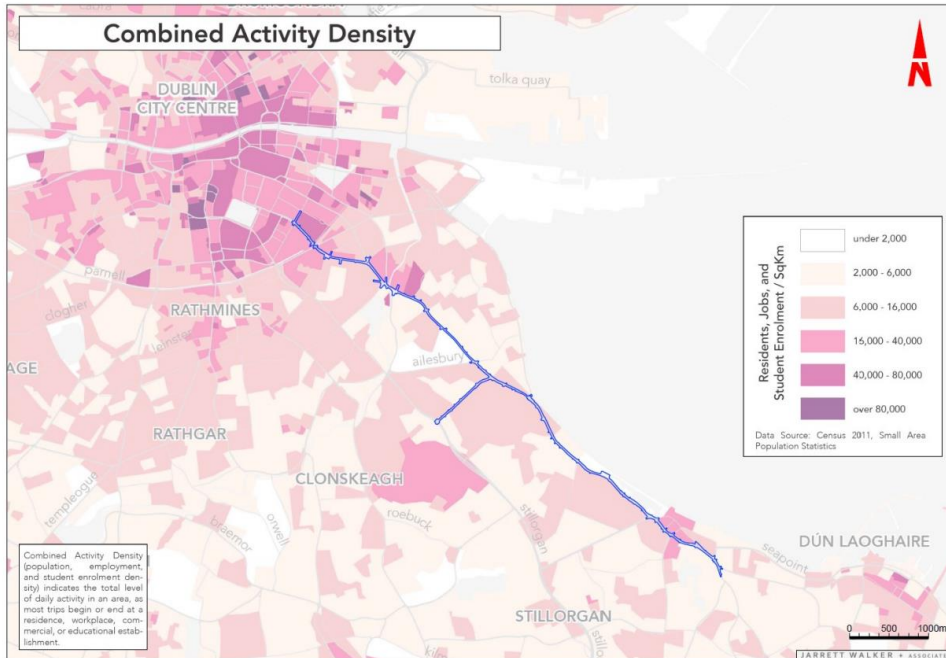 Combined Activity Density
N
cabra
tolka quay
DUBLIN
CITY CENTRE
parnell
clogher
RATHMINES
leinster
AGE
ailesbury
RATHGAR
CLONSKEAGH
templeogue
orwell
braemor
roebuck
stillorgan
STILLORGAN
seapoint
DÚN LAOGHAIRE
Residents, Jobs, and
Student Enrolment / SqKm
under 2,000
2,000 - 6,000
6,000 - 16,000
16,000 - 40,000
40,000 - 80,000
over 80,000
Data Source: Census 2011, Small Area
Population Statistics
Combined Activity Density
(population, employment,
and student enrolment den-
sity) indicates the total level
of daily activity in an area, as
most trips begin or end at a
residence, workplace, com-
mercial, or educational estab-
lishment.
0 500 1000m
JARRETT WALKER + ASSOCIATE